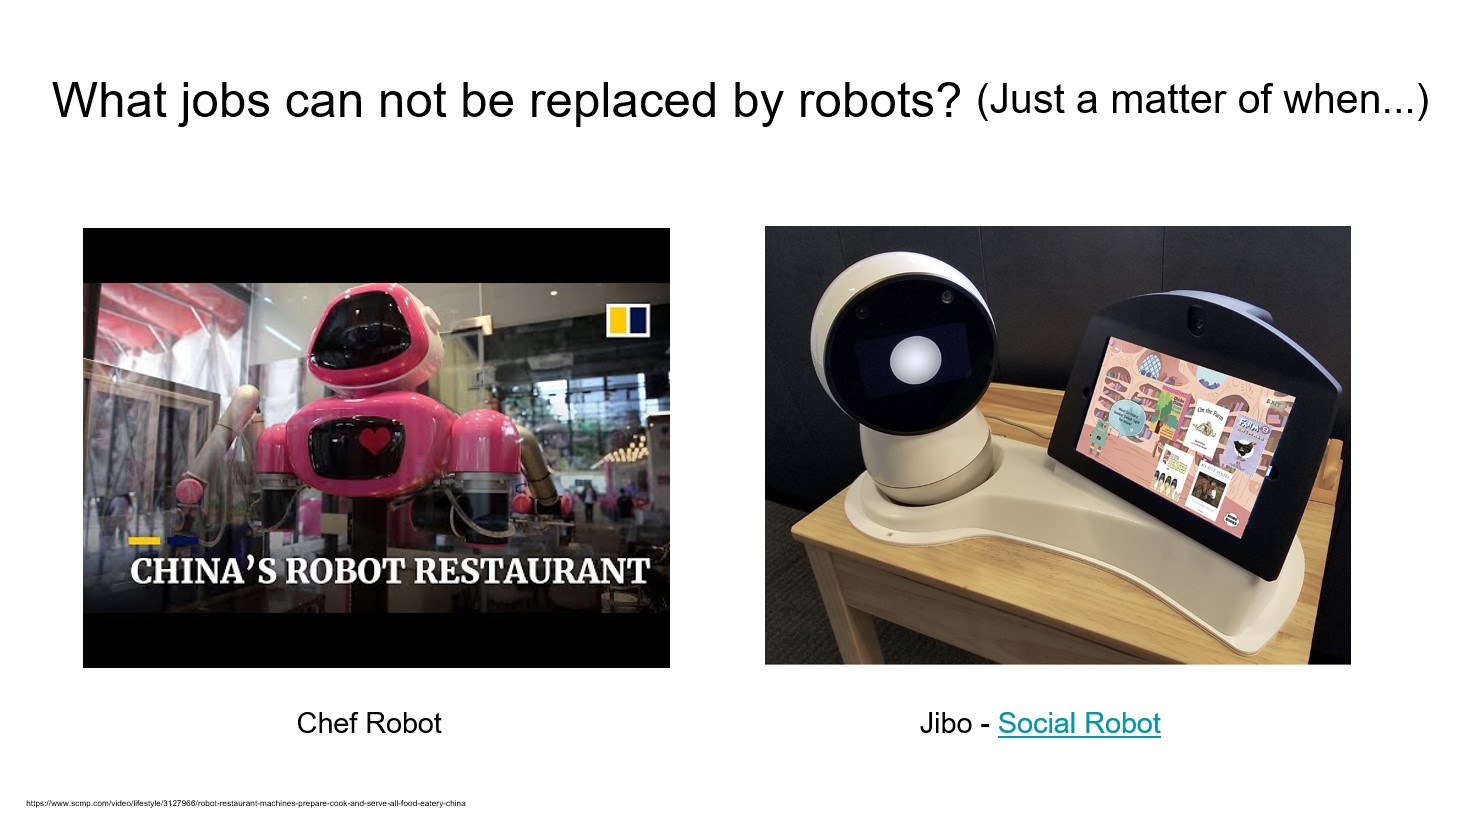 What jobs can not be replaced by robots? (Just a matter of when...)
CHINA'S ROBOT RESTAURANT
On the Farm
Chef Robot
Jibo - Social Robot
https://www.scmp.com/video/lifestyle/3127966/robot-restaurant-machines-prepare-cook-and-serve-all-food-eatery-china